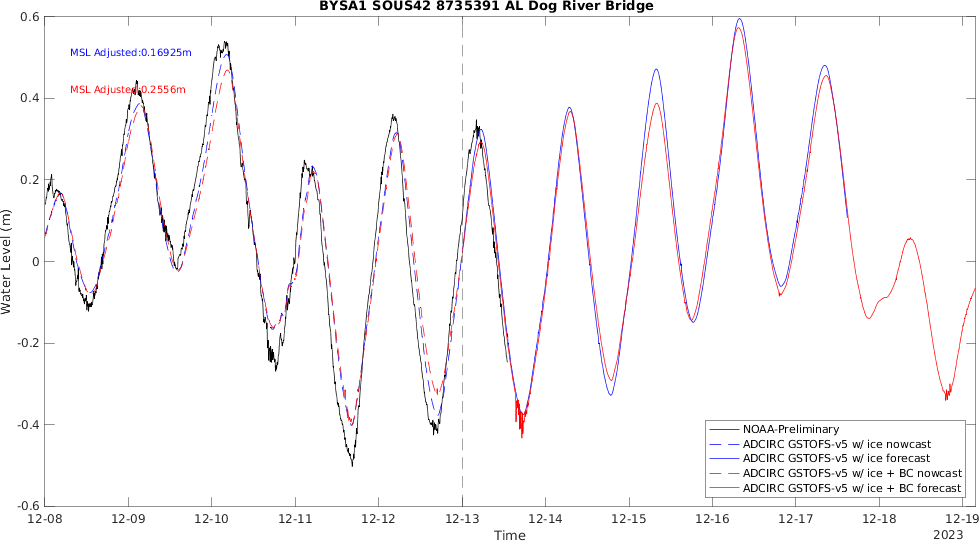 BYSA1 SOUS42 8735391 AL Dog River Bridge
MSL Adjusted:0.16925m
MSL Adjusted:0.2556m
0.6
0.4
0.2
0
-0.2
-0.4
-0.6
Water Level (m)
NOAA-Preliminary
ADCIRC GSTOFS-v5 w/ice nowcast
ADCIRC GSTOFS-v5 w/ice forecast
ADCIRC GSTOFS-v5 w/ice + BC nowcast
ADCIRC GSTOFS-v5 w/ice + BC forecast
12-08 12-09 12-10 12-11 12-12 12-13 12-14 12-15 12-16 12-17 12-18 12-19
Time
2023